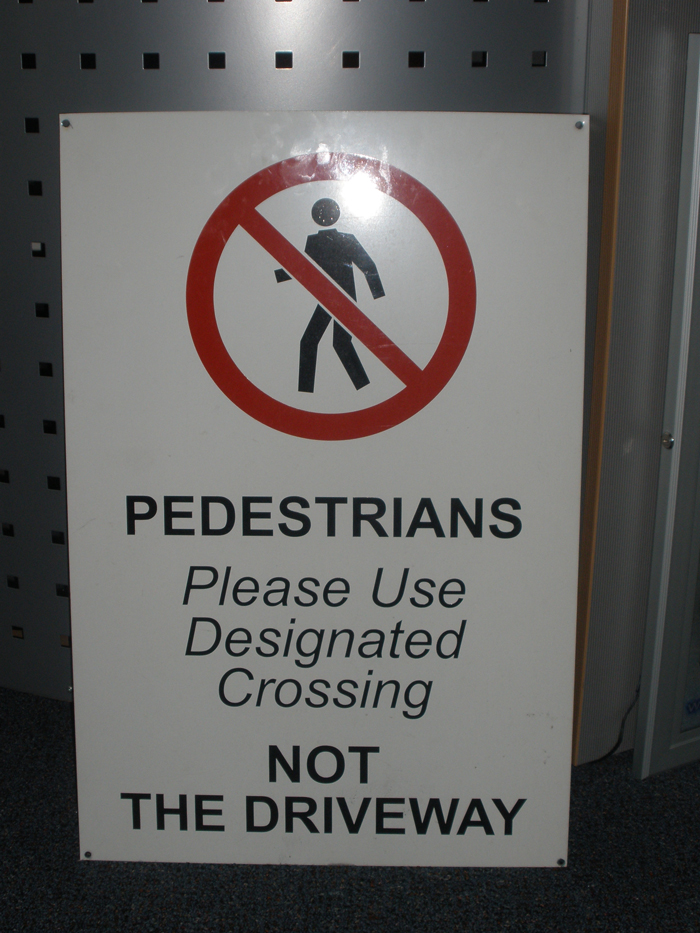 PEDESTRIANS
Please Use
Designated
Crossing
NOT
THE DRIVEWAY